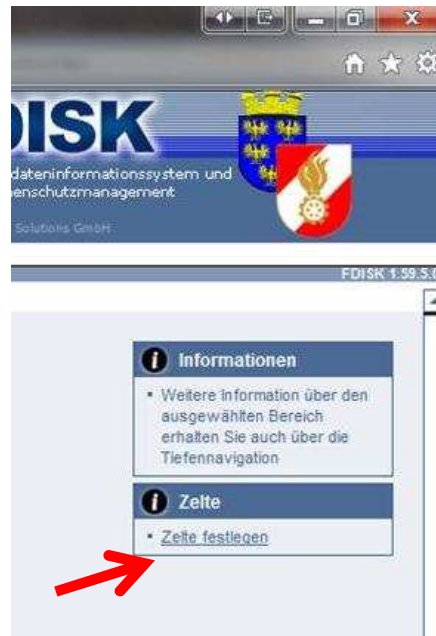 DISK
dateninformationssystem und
enschutzmanagement
Solutions GmbH
FDISK 1.59.5.0
Informationen
Weitere Information über den
ausgewählten Bereich
erhalten Sie auch über die
Tiefennavigation
Zelte
Zelte festlegen